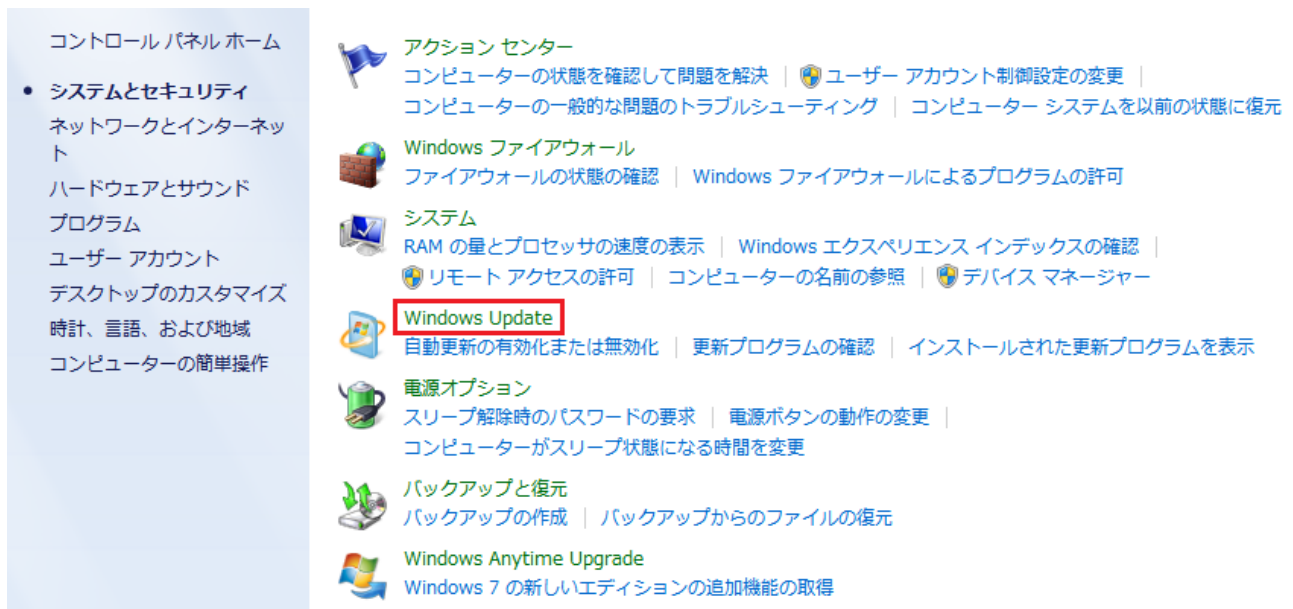 コントロール パネル ホーム
システムとセキュリティ
ネットワークとインターネッ
ト
ハードウェアとサウンド
プログラム
ユーザー アカウント
デスクトップのカスタマイズ
時計、言語、および地域
コンピューターの簡単操作
アクション センター
コンピューターの状態を確認して問題を解決 ユーザー アカウント制御設定の変更
コンピューターの一般的な問題のトラブルシューティング コンピューター システムを以前の状態に復元
Windows ファイアウォール
ファイアウォールの状態の確認 Windows ファイアウォールによるプログラムの許可
システム
RAM の量とプロセッサの速度の表示 Windows エクスペリエンス インデックスの確認
リモート アクセスの許可 コンピューターの名前の参照 デバイス マネージャー
Windows Update
自動更新の有効化または無効化 更新プログラムの確認 インストールされた更新プログラムを表示
電源オプション
スリープ解除時のパスワードの要求 電源ボタンの動作の変更
コンピューターがスリープ状態になる時間を変更
バックアップと復元
バックアップの作成 バックアップからのファイルの復元
Windows Anytime Upgrade
Windows 7 の新しいエディションの追加機能の取得